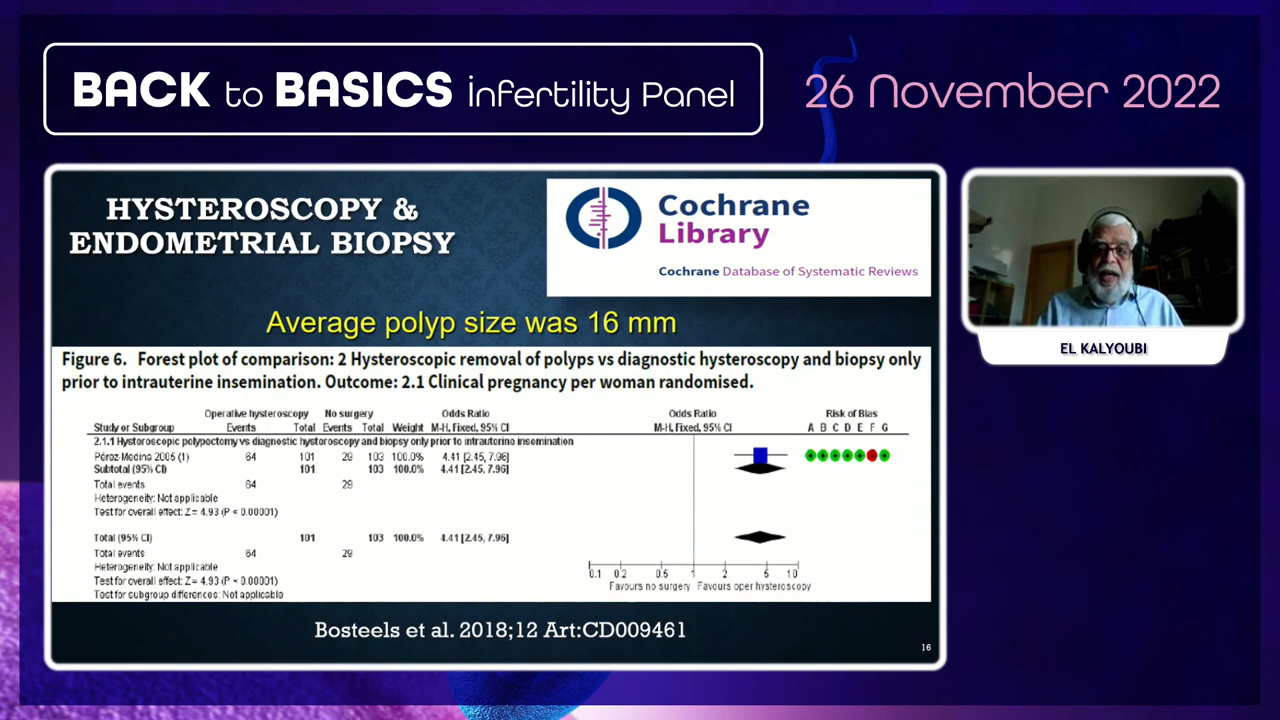 BACK to BASICS infertility Panel
26 November 2022
HYSTEROSCOPY &
ENDOMETRIAL BIOPSY
Cochrane
Library
Cochrane Database of Systematic Reviews
Average polyp size was 16 mm
Figure 6. Forest plot of comparison: 2 Hysteroscopic removal of polyps vs diagnostic hysteroscopy and biopsy only
prior to intrauterine insemination. Outcome: 2.1 Clinical pregnancy per woman randomised.
Operative hysteroscopy No surgery Odds Ratio Odds Ratio Risk of Bias
Study or Subgroup Events Total Events Total Weight M-H, Fixed, 95% CI M-H, Fixed, 95% CI A B C D E F G
2.1.1 Hysteroscopic polypectomy vs diagnostic hysteroscopy and biopsy only prior to intrauterine insemination
Pérez-Medina 2005 (1) 64 101 29 103 100.0% 4.41 [2.45, 7.96]
Subtotal (95% CI) 101 103 100.0% 4.41 [2.45, 7.96]
Total events 64 29
Heterogeneity: Not applicable
Test for overall effect: Z= 4.93 (P < 0.00001)
Total (95% CI) 101 103 100.0% 4.41 [2.45, 7.96]
Total events 64 29
Heterogeneity: Not applicable
Test for overall effect: Z= 4.93 (P < 0.00001)
Test for subgroup differences: Not applicable
0.1 0.2 0.5 1 2 5 10
Favours no surgery Favours oper hysteroscopy
Bosteels et al. 2018;12 Art:CD009461
16
EL KALYOUBI